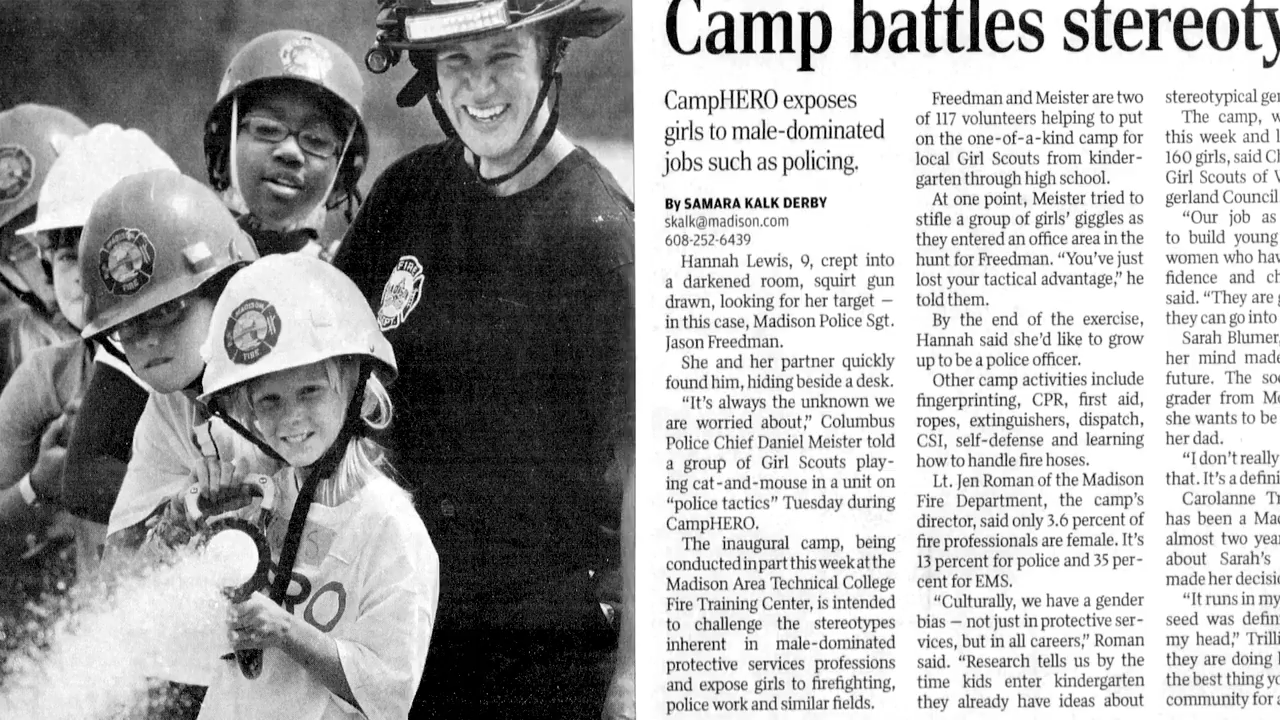 Camp battles stereoty
CampHERO exposes
girls to male-dominated
jobs such as policing.
By SAMARA KALK DERBY
skalk@madison.com
608-252-6439
Hannah Lewis, 9, crept into
a darkened room, squirt gun
drawn, looking for her target —
in this case, Madison Police Sgt.
Jason Freedman.
She and her partner quickly
found him, hiding beside a desk.
“It’s always the unknown we
are worried about,” Columbus
Police Chief Daniel Meister told
a group of Girl Scouts play-
ing cat-and-mouse in a unit on
“police tactics” Tuesday during
CampHERO.
The inaugural camp, being
conducted in part this week at the
Madison Area Technical College
Fire Training Center, is intended
to challenge the stereotypes
inherent in male-dominated
protective services professions
and expose girls to firefighting,
police work and similar fields.
Freedman and Meister are two
of 117 volunteers helping to put
on the one-of-a-kind camp for
local Girl Scouts from kinder-
garten through high school.
At one point, Meister tried to
stifle a group of girls’ giggles as
they entered an office area in the
hunt for Freedman. “You’ve just
lost your tactical advantage,” he
told them.
By the end of the exercise,
Hannah said she’d like to grow
up to be a police officer.
Other camp activities include
fingerprinting, CPR, first aid,
ropes, extinguishers, dispatch,
CSI, self-defense and learning
how to handle fire hoses.
Lt. Jen Roman of the Madison
Fire Department, the camp’s
director, said only 3.6 percent of
fire professionals are female. It’s
13 percent for police and 35 per-
cent for EMS.
“Culturally, we have a gender
bias — not just in protective ser-
vices, but in all careers,” Roman
said. “Research tells us by the
time kids enter kindergarten
they already have ideas about
stereotypical ge
The camp, w
this week and
160 girls, said C
Girl Scouts of
gerland Council
“Our job as
to build young
women who hav
fidence and ch
said. “They are
they can go into
Sarah Blumer,
her mind made
future. The so
grader from M
she wants to be
her dad.
“I don’t really
that. It’s a defini
Carolanne T
has been a Ma
almost two yea
about Sarah’s
made her decisi
“It runs in my
seed was defin
my head,” Trilli
they are doing
the best thing yo
community for
MADISON
FIRE
FIRE
DEPT.
RO